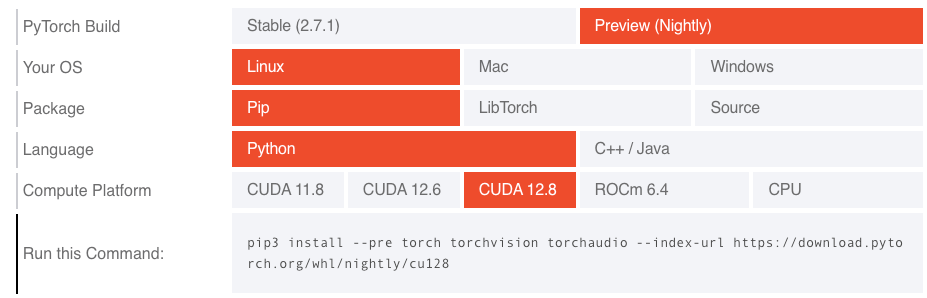 PyTorch Build Stable (2.7.1) Preview (Nightly)
Your OS Linux Mac Windows
Package Pip LibTorch Source
Language Python C++ / Java
Compute Platform CUDA 11.8 CUDA 12.6 CUDA 12.8 ROCm 6.4 CPU
Run this Command: pip3 install --pre torch torchvision torchaudio --index-url https://download.pyto
rch.org/whl/nightly/cu128